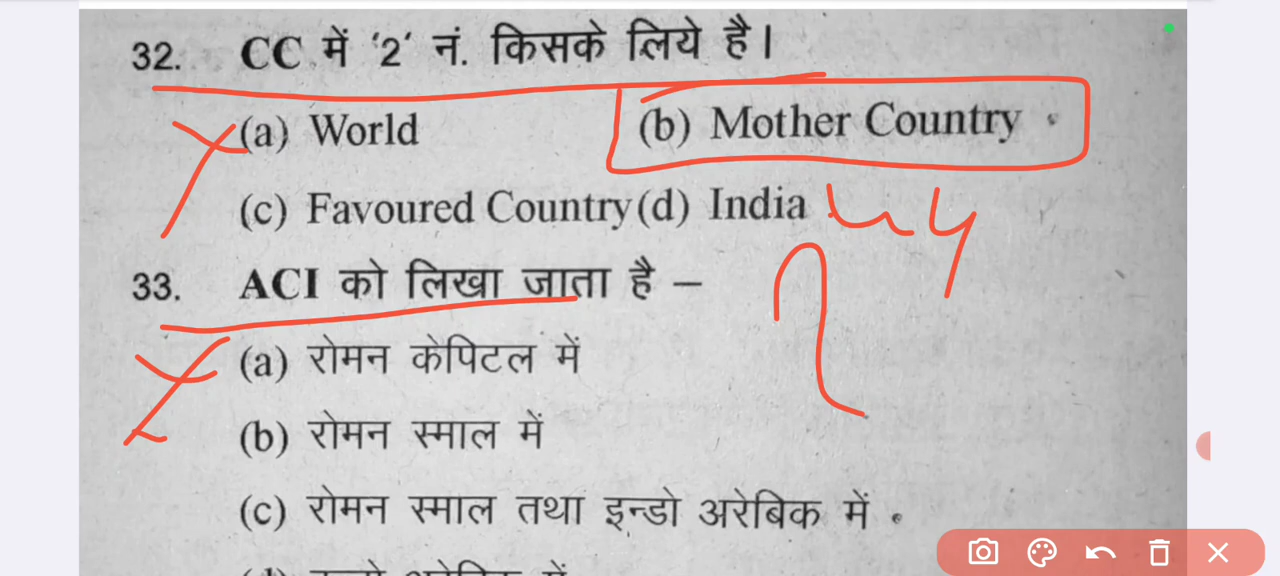 32. CC में ‘2’ नं. किसके लिये है।
(a) World (b) Mother Country
(c) Favoured Country (d) India 44
33. ACI को लिखा जाता है –
(a) रोमन केपिटल में
(b) रोमन स्माल में
(c) रोमन स्माल तथा इन्डो अरेबिक में